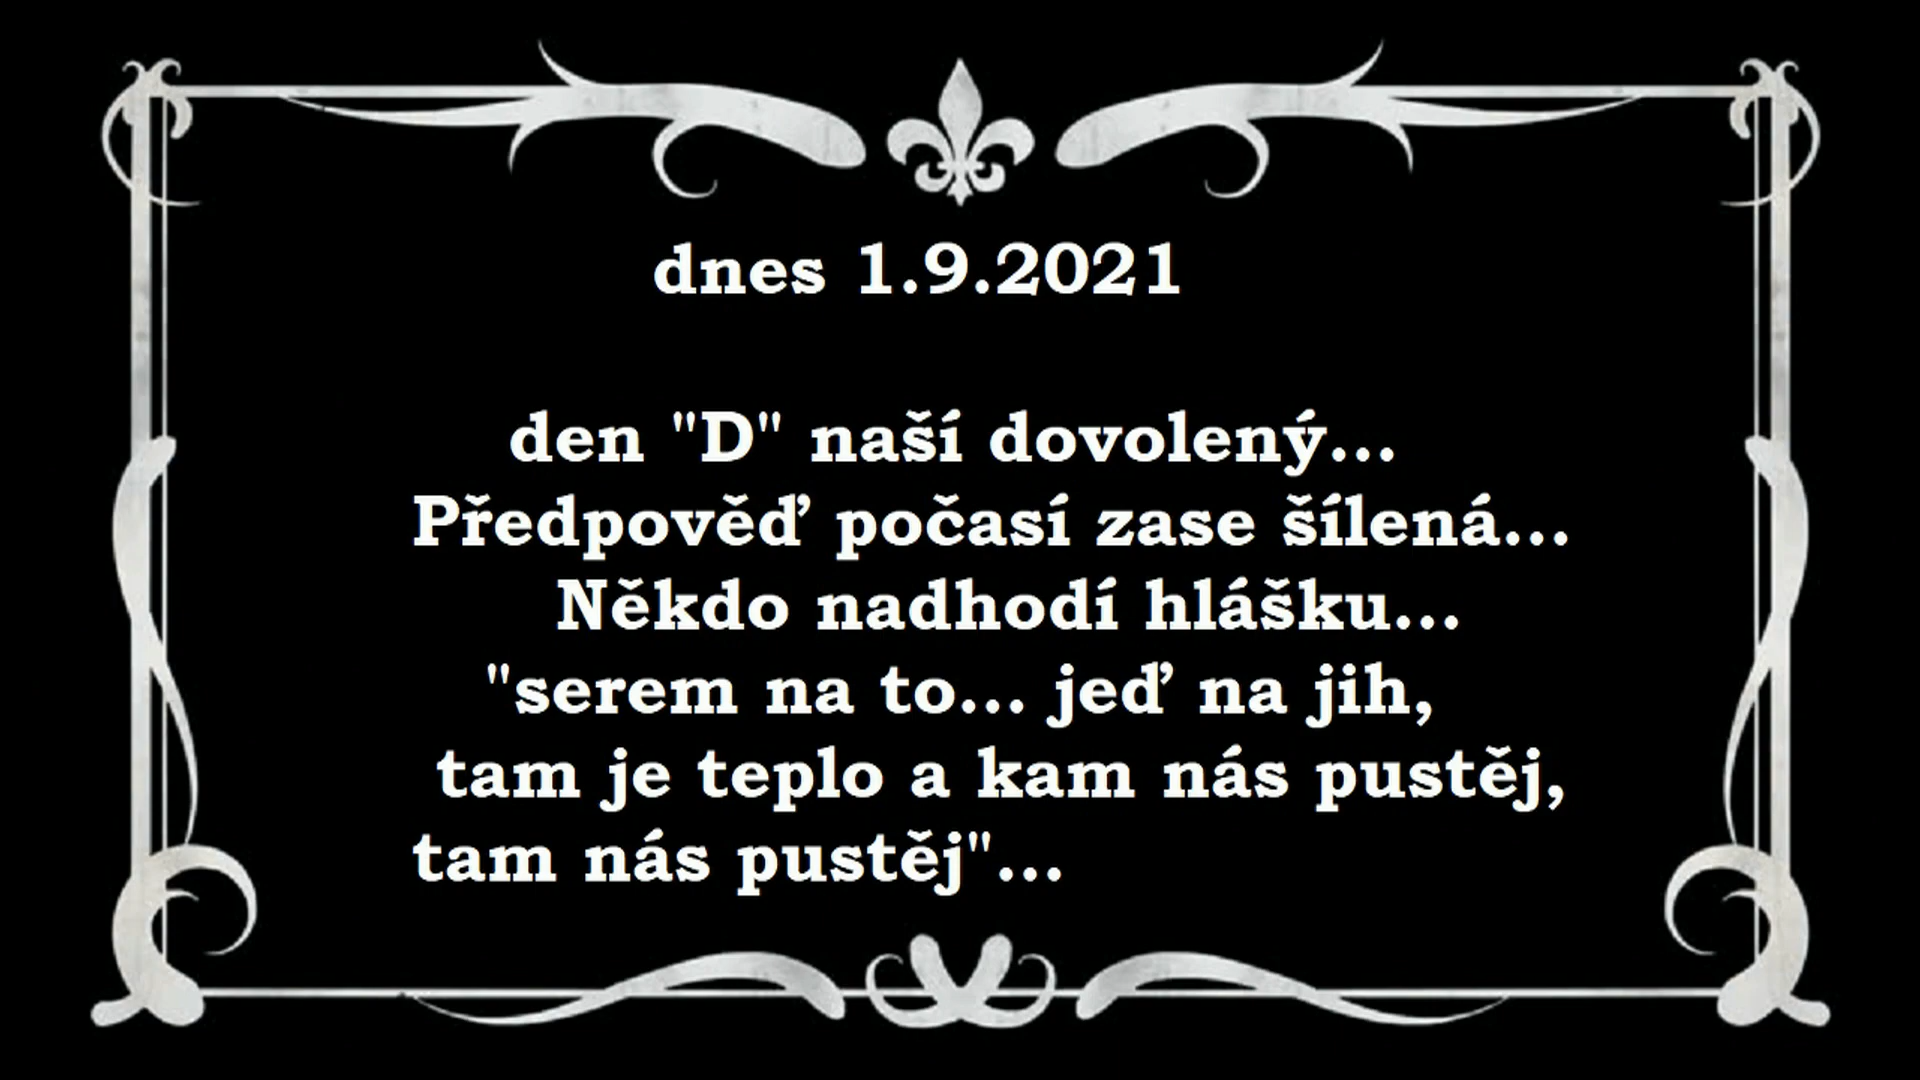 dnes 1.9.2021
den "D" naší dovolený...
Předpověď počasí zase šílená...
Někdo nadhodí hlášku...
"serem na to... jeď na jih,
tam je teplo a kam nás pustěj,
tam nás pustěj"...